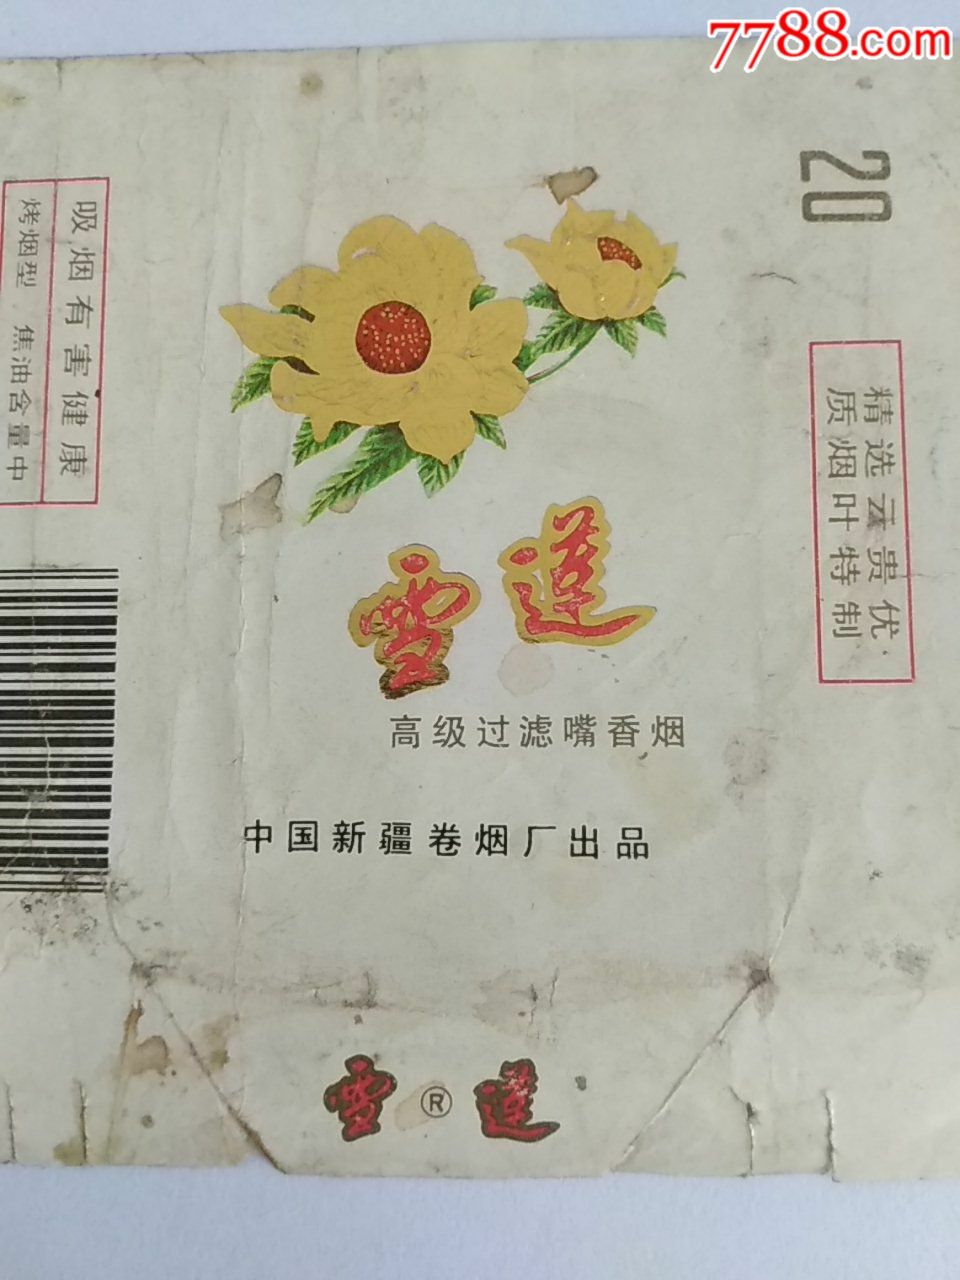 7788.com
20
吸烟有害健康
烤烟型 焦油含量中
精选云贵优
质烟叶特制
雪莲
高级过滤嘴香烟
中国新疆卷烟厂出品
雪®莲